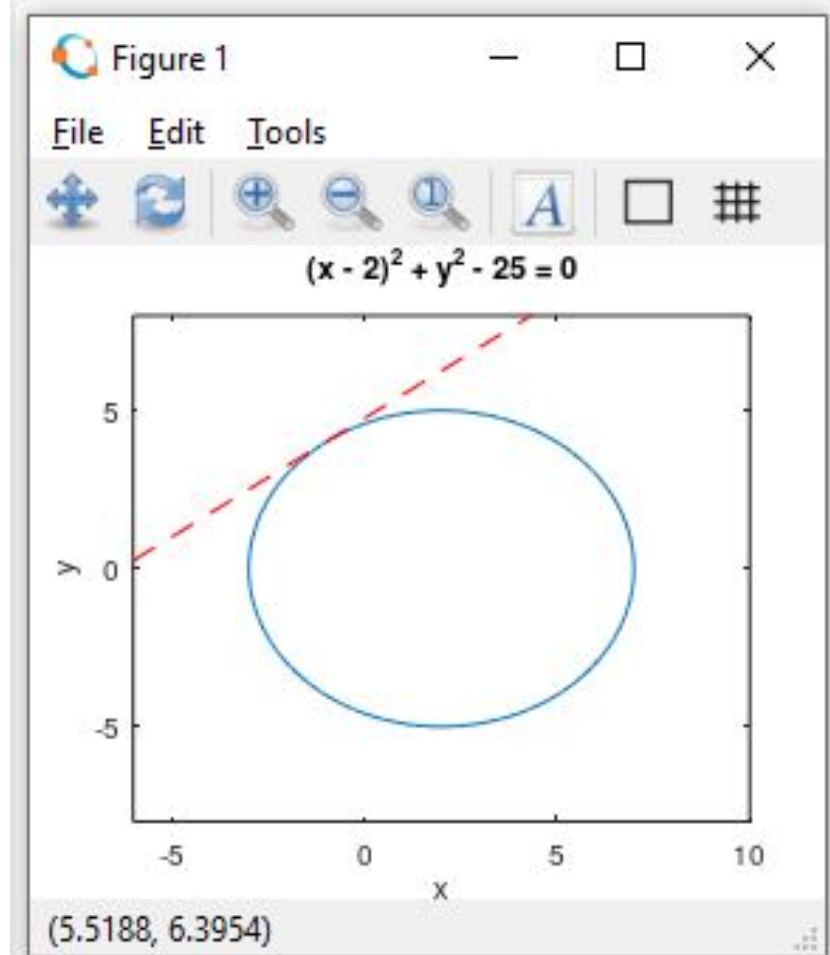 Figure 1
File Edit Tools
A
(x - 2)² + y² - 25 = 0
5
0
-5
y
-5 0 5 10
x
(5.5188, 6.3954)